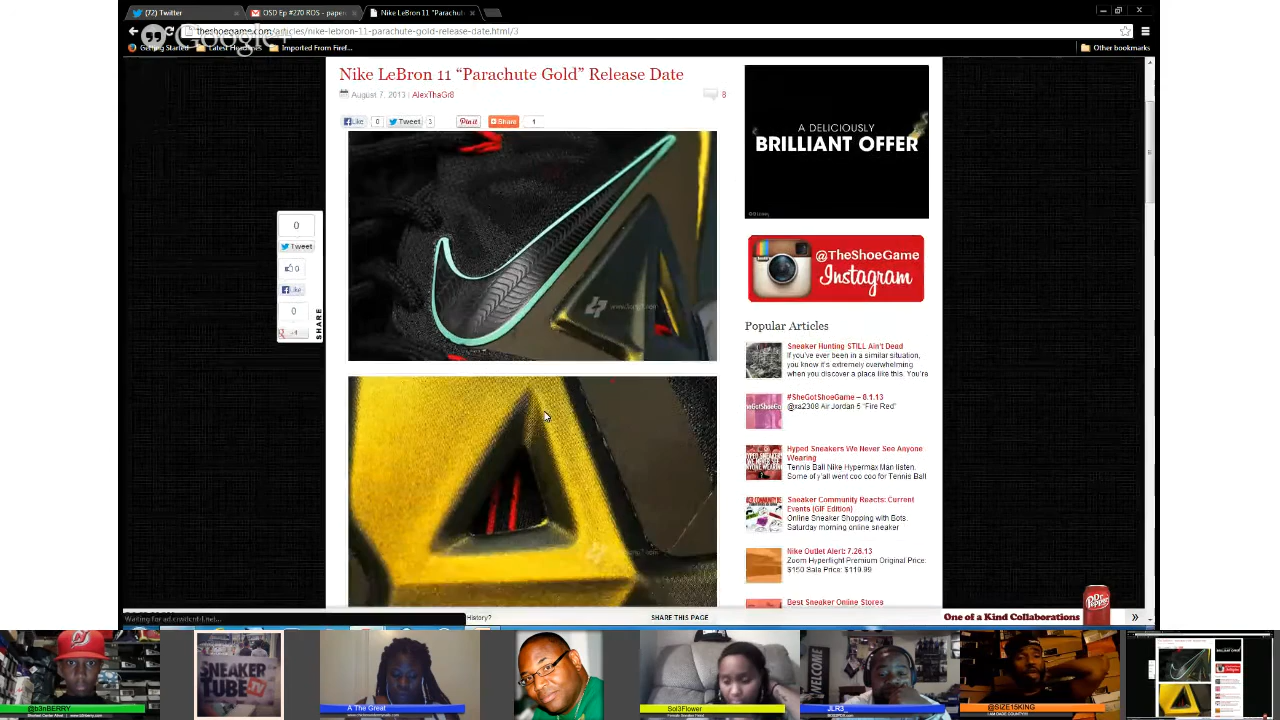 (72) Twitter
OSD Ep #270 ROS - paper
Nike LeBron 11 "Parachut
Google+
theshoegame.com/articles/nike-lebron-11-parachute-gold-release-date.html/3
Getting Started
Latest Headlines
Imported From Firef...
Other bookmarks
Nike LeBron 11 “Parachute Gold” Release Date
August 7, 2013 | AlexThaGr8
8
Like 0 Tweet 3 Pin it Share 1
A DELICIOUSLY
BRILLIANT OFFER
@TheShoeGame
Instagram
0
Tweet
0
Like
0
+1
SHARE
Popular Articles
Sneaker Hunting STILL Ain't Dead
If you've ever been in a similar situation,
you know it's extremely overwhelming
when you discover a place like this. You're
#SheGotShoeGame – 8.1.13
@xa2308 Air Jordan 5 “Fire Red”
Hyped Sneakers We Never See Anyone
Wearing
Tennis Ball Nike Hypermax Man listen.
Some of y'all went coo coo for Tennis Ball
Sneaker Community Reacts: Current
Events (GIF Edition)
Online Sneaker Shopping with Bots.
Saturday morning online sneaker
Nike Outlet Alert: 7.26.13
Zoom Hyperflight Premium Original Price:
$150 Sale Price: $119.99
Best Sneaker Online Stores
Dr Pepper
One of a Kind Collaborations
History?
SHARE THIS PAGE
@b3nBERRY
SNEAKER
TUBE
A The Great
Sol3Flower
WELCOME
JLR3_
@SIZE15KING
I AM DADE COUNTY!!!